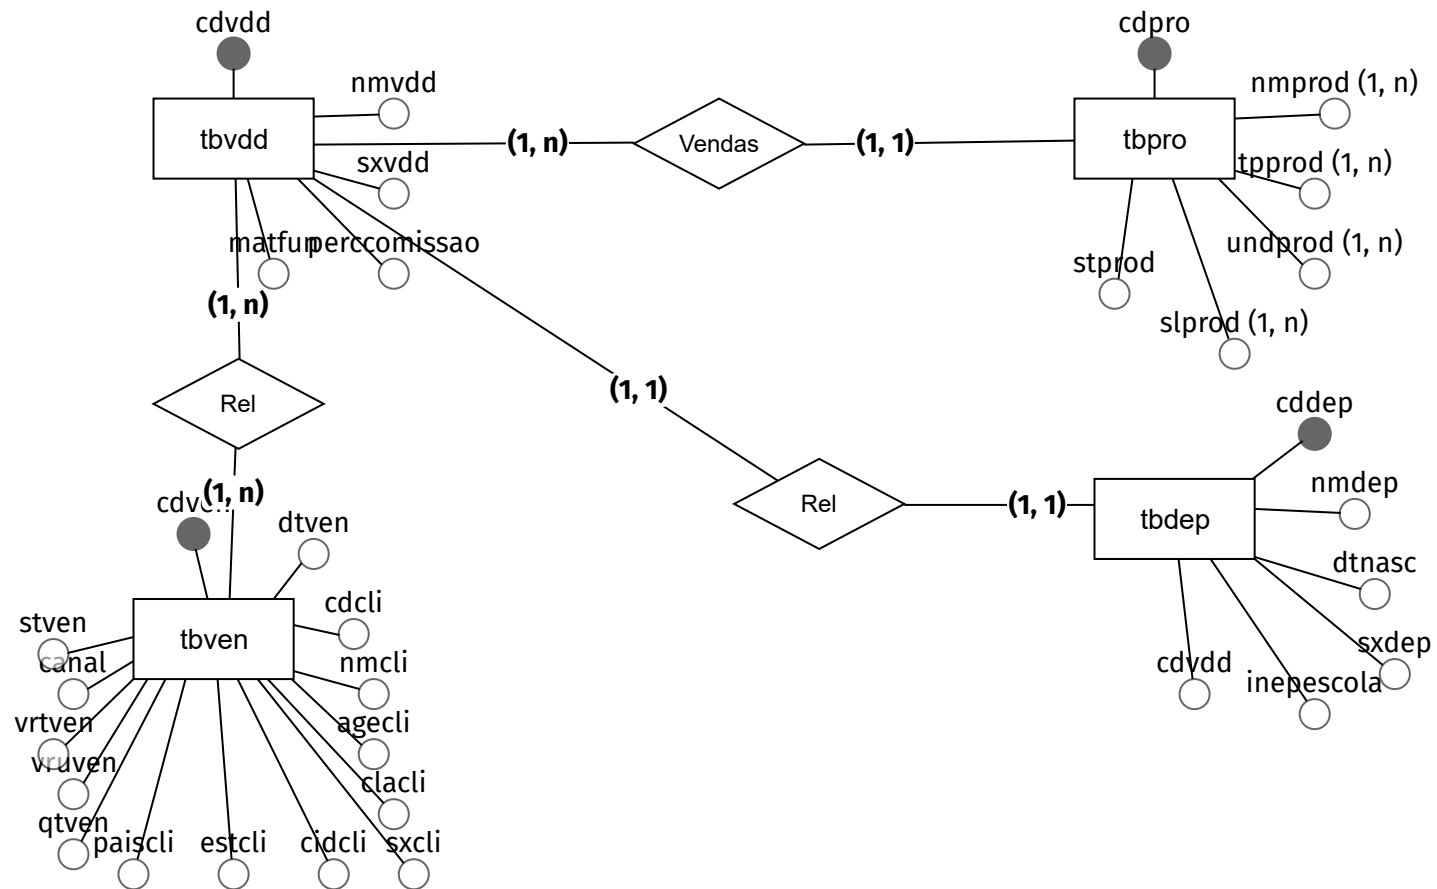 cdvdd
cdpro
nmvdd
nmprod (1, n)
tbvdd
(1, n)
Vendas
(1, 1)
tbpro
sxvdd
tpprod (1, n)
matfun
perccomissao
undprod (1, n)
stprod
(1, n)
slprod (1, n)
(1, 1)
Rel
cddep
nmdep
(1, n)
Rel
(1, 1)
tbdep
dtven
dtnasc
cdcli
stven
tbven
sxdep
canal
nmcli
cdvdd
inepescola
vrtven
agecli
vruven
clacli
qtven
paiscli
estcli
cidcli
sxcli